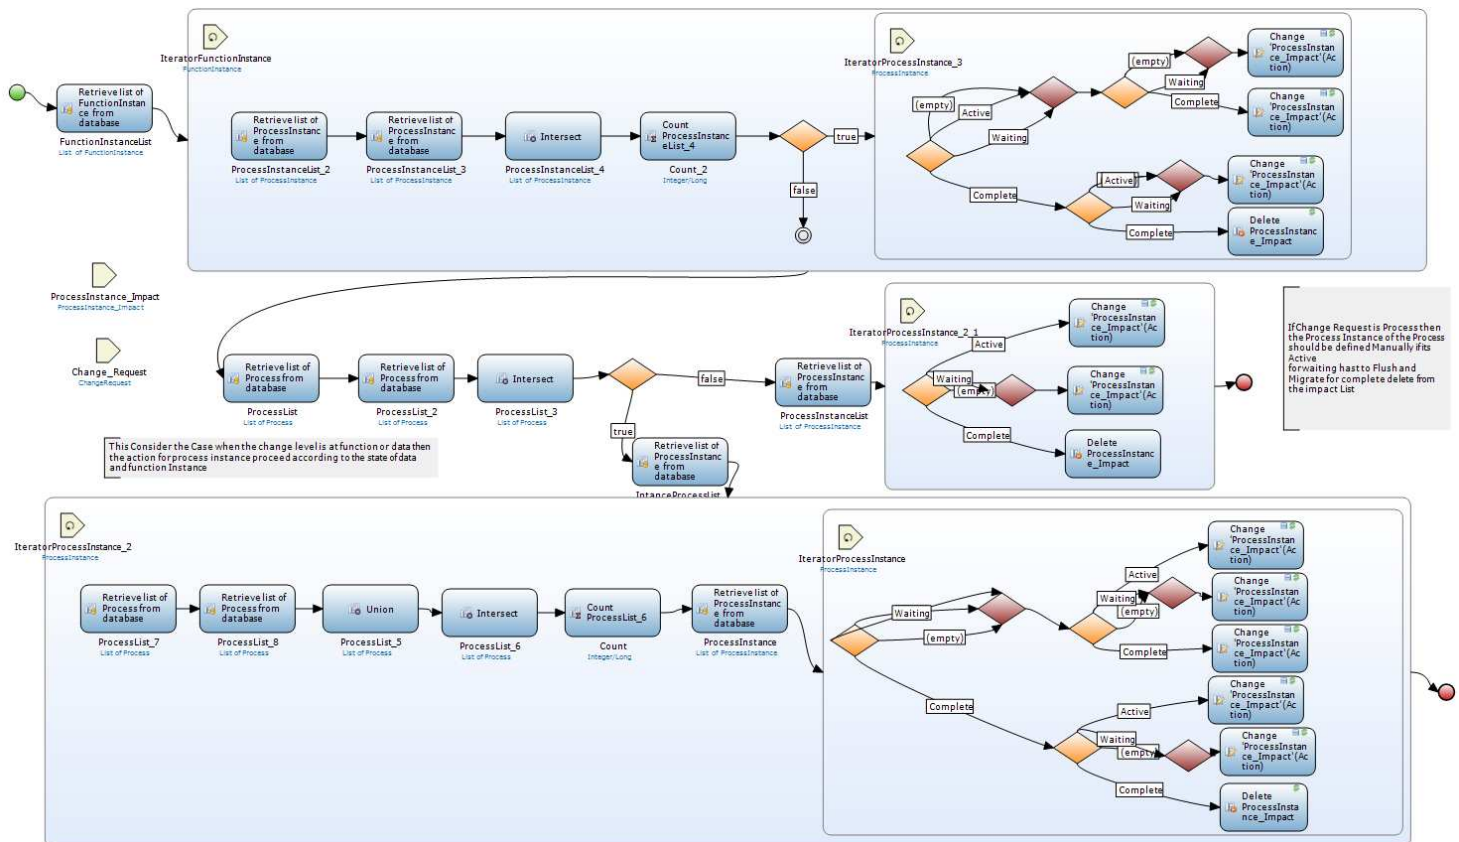 IteratorFunctionInstance
FunctionInstance
Retrieve list of
FunctionInstan
ce from
database
FunctionInstanceList
List of FunctionInstance
Retrieve list of
ProcessInstanc
e from
database
ProcessInstanceList_2
List of ProcessInstance
Retrieve list of
ProcessInstanc
e from
database
ProcessInstanceList_3
List of ProcessInstance
Intersect
ProcessInstanceList_4
List of ProcessInstance
Count
ProcessInstanc
eList_4
Count_2
Integer/Long
true
false
IteratorProcessInstance_3
ProcessInstance
(empty)
Active
Waiting
Complete
(empty)
Waiting
Complete
Change
'ProcessInstan
ce_Impact'(Ac
tion)
Change
'ProcessInstan
ce_Impact'(Ac
tion)
Active
Waiting
Complete
Change
'ProcessInstan
ce_Impact'(Ac
tion)
Delete
ProcessInstanc
e_Impact
ProcessInstance_Impact
ProcessInstance_Impact
Change_Request
ChangeRequest
Retrieve list of
Process from
database
ProcessList
List of Process
Retrieve list of
Process from
database
ProcessList_2
List of Process
Intersect
ProcessList_3
List of Process
false
true
Retrieve list of
ProcessInstanc
e from
database
ProcessInstanceList
List of ProcessInstance
Retrieve list of
ProcessInstanc
e from
database
IntanceProcessList
IteratorProcessInstance_2_1
ProcessInstance
Active
Waiting
(empty)
Complete
Change
'ProcessInstan
ce_Impact'(Ac
tion)
Change
'ProcessInstan
ce_Impact'(Ac
tion)
Delete
ProcessInstanc
e_Impact
If Change Request is Process then
the Process Instance of the Process
should be defined Manually if its
Active
for waiting hast to Flush and
Migrate for complete delete from
the impact List
This Consider the Case when the change level is at function or data then
the action for process instance proceed according to the state of data
and function Instance
IteratorProcessInstance_2
ProcessInstance
Retrieve list of
Process from
database
ProcessList_7
List of Process
Retrieve list of
Process from
database
ProcessList_8
List of Process
Union
ProcessList_5
List of Process
Intersect
ProcessList_6
List of Process
Count
ProcessList_6
Count
Integer/Long
Retrieve list of
ProcessInstanc
e from
database
ProcessInstance
List of ProcessInstance
IteratorProcessInstance
ProcessInstance
Waiting
(empty)
Complete
Active
Waiting
(empty)
Complete
Change
'ProcessInstan
ce_Impact'(Ac
tion)
Change
'ProcessInstan
ce_Impact'(Ac
tion)
Change
'ProcessInstan
ce_Impact'(Ac
tion)
Active
Waiting
(empty)
Complete
Change
'ProcessInstan
ce_Impact'(Ac
tion)
Change
'ProcessInstan
ce_Impact'(Ac
tion)
Delete
ProcessInsta
nce_Impact